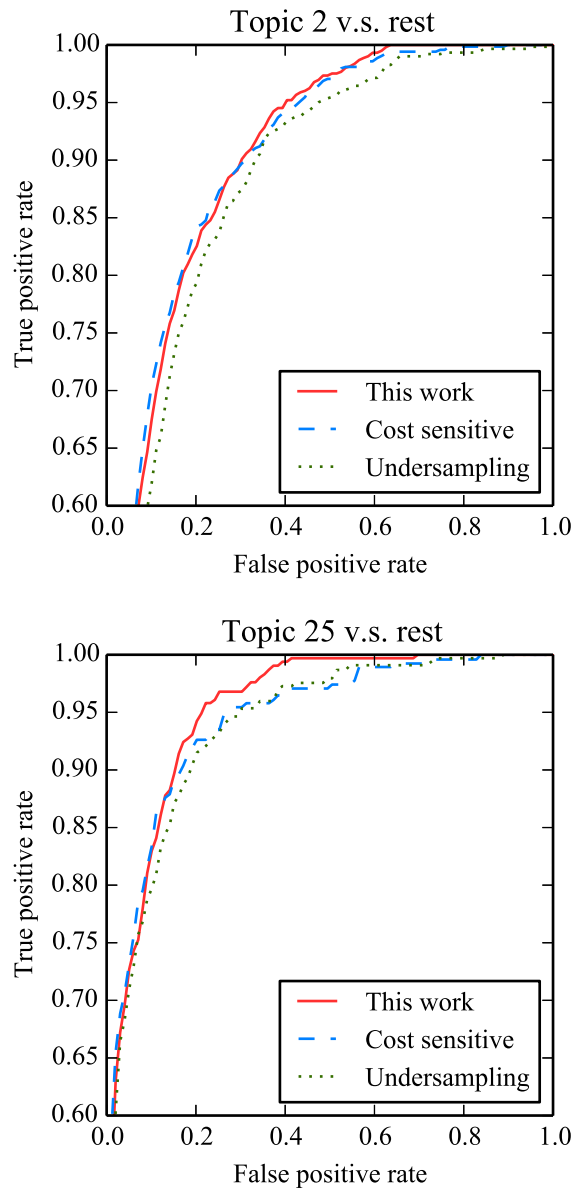 Topic 2 v.s. rest
1.00
0.95
0.90
0.85
0.80
0.75
0.70
0.65
0.60
True positive rate
This work
Cost sensitive
Undersampling
0.0 0.2 0.4 0.6 0.8 1.0
False positive rate
Topic 25 v.s. rest
1.00
0.95
0.90
0.85
0.80
0.75
0.70
0.65
0.60
True positive rate
This work
Cost sensitive
Undersampling
0.0 0.2 0.4 0.6 0.8 1.0
False positive rate